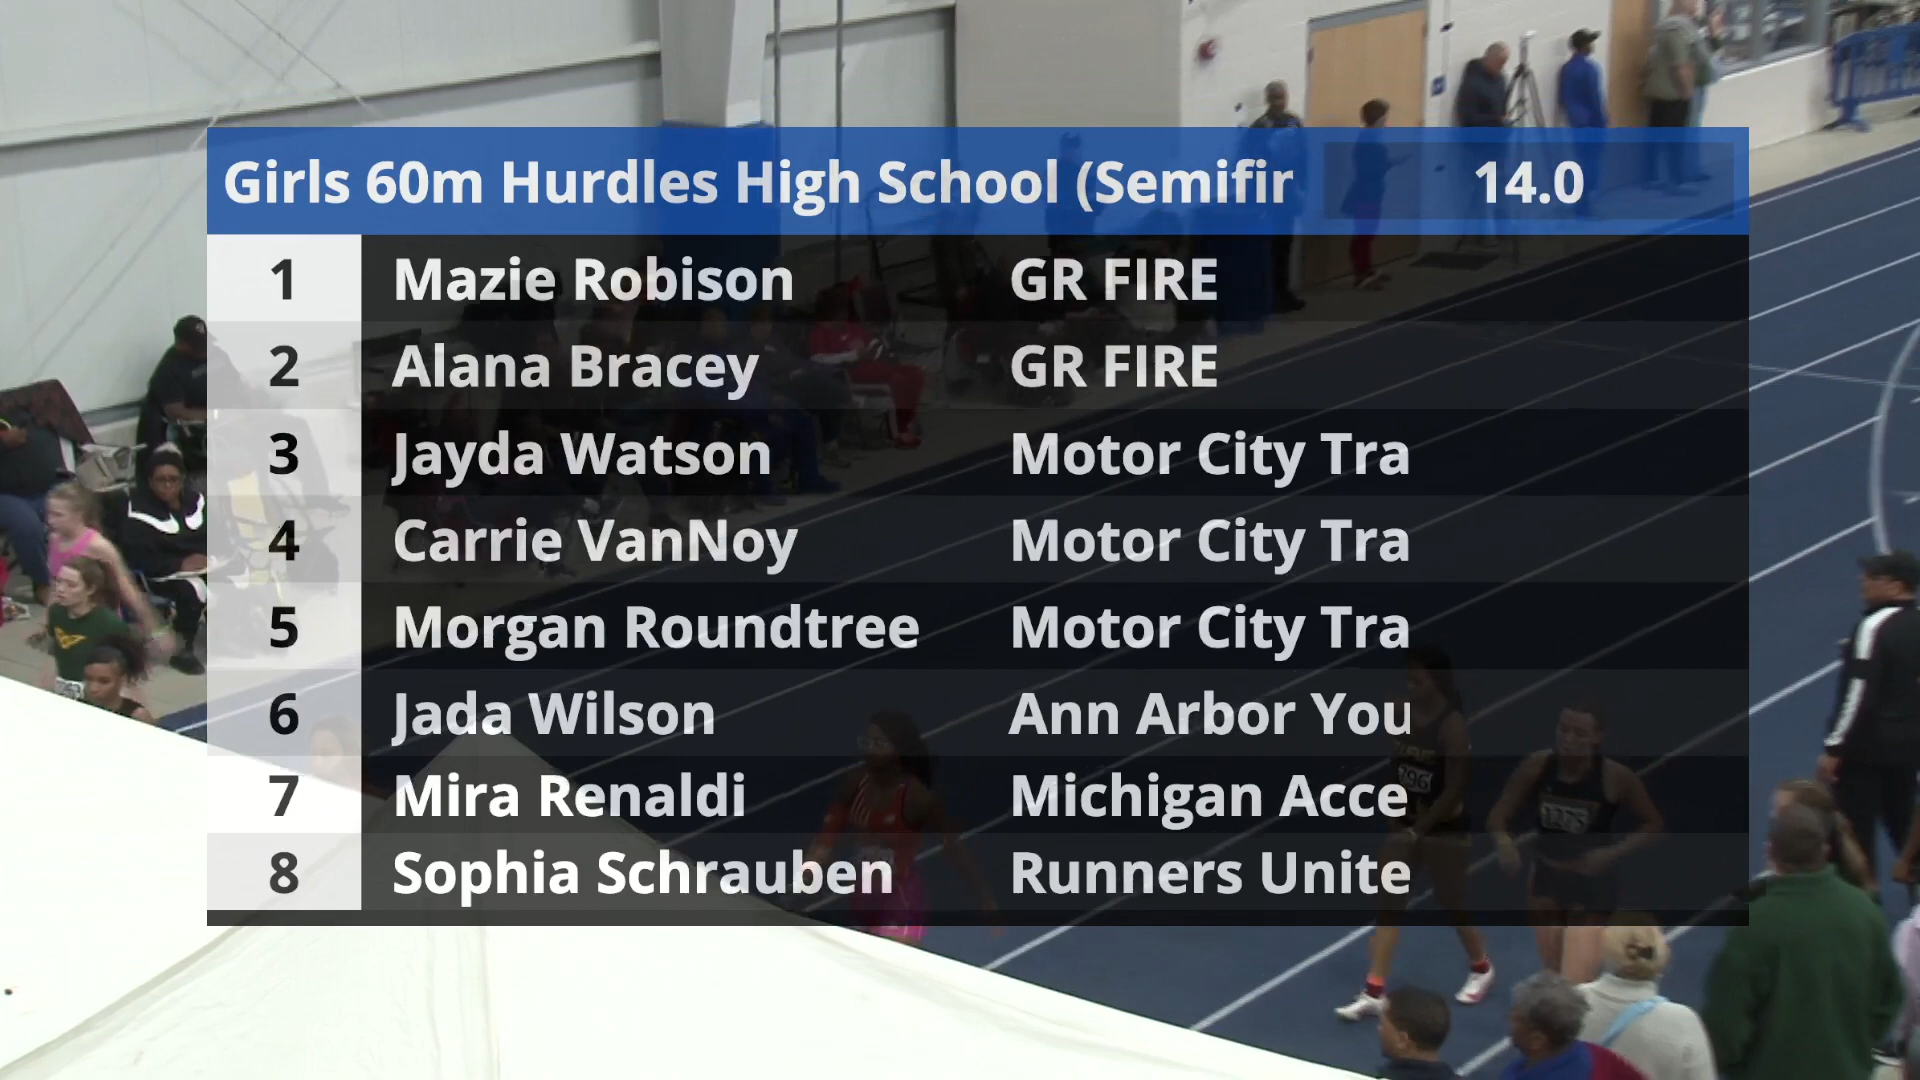 Girls 60m Hurdles High School (Semifir 14.0
1 Mazie Robison GR FIRE
2 Alana Bracey GR FIRE
3 Jayda Watson Motor City Tra
4 Carrie VanNoy Motor City Tra
5 Morgan Roundtree Motor City Tra
6 Jada Wilson Ann Arbor You
7 Mira Renaldi Michigan Acce
8 Sophia Schrauben Runners Unite